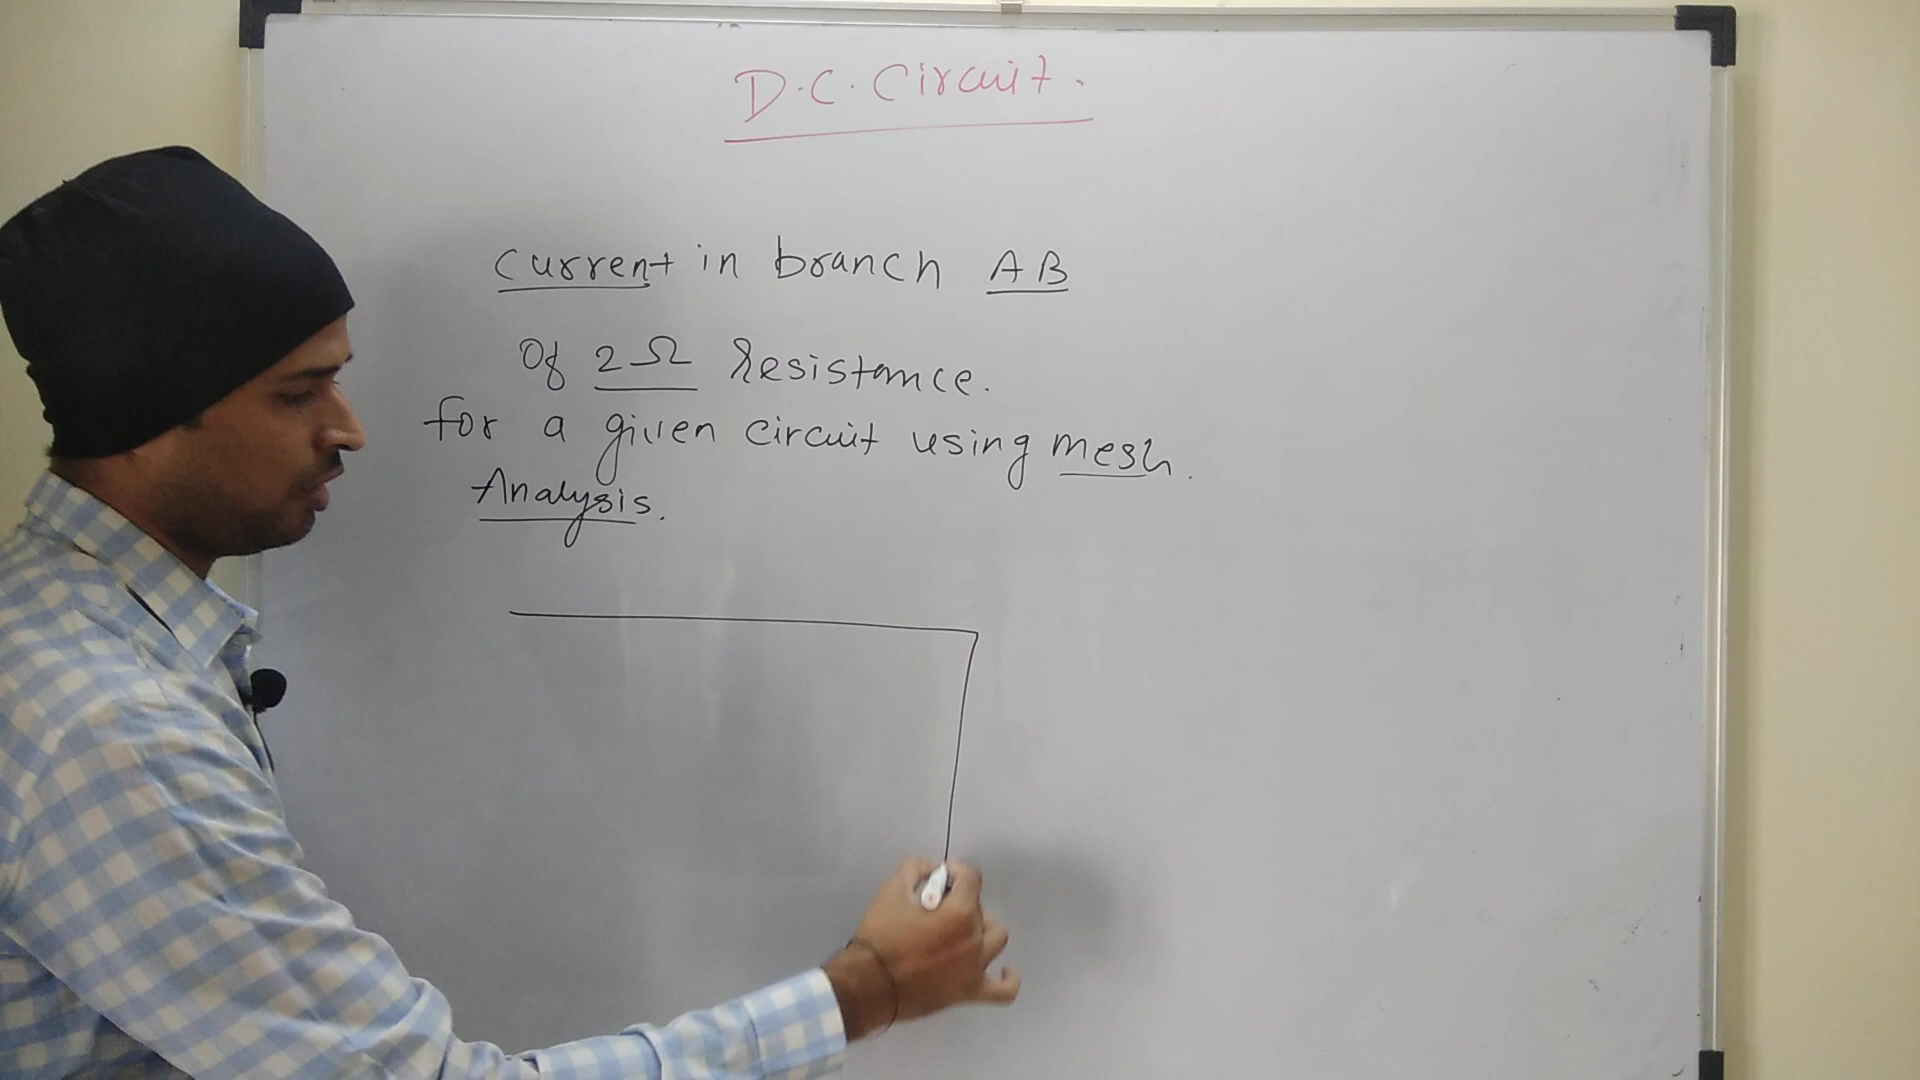 D.C. Circuit.
Current in branch AB
Of 2Ω Resistance.
for a given circuit using mesh.
Analysis.